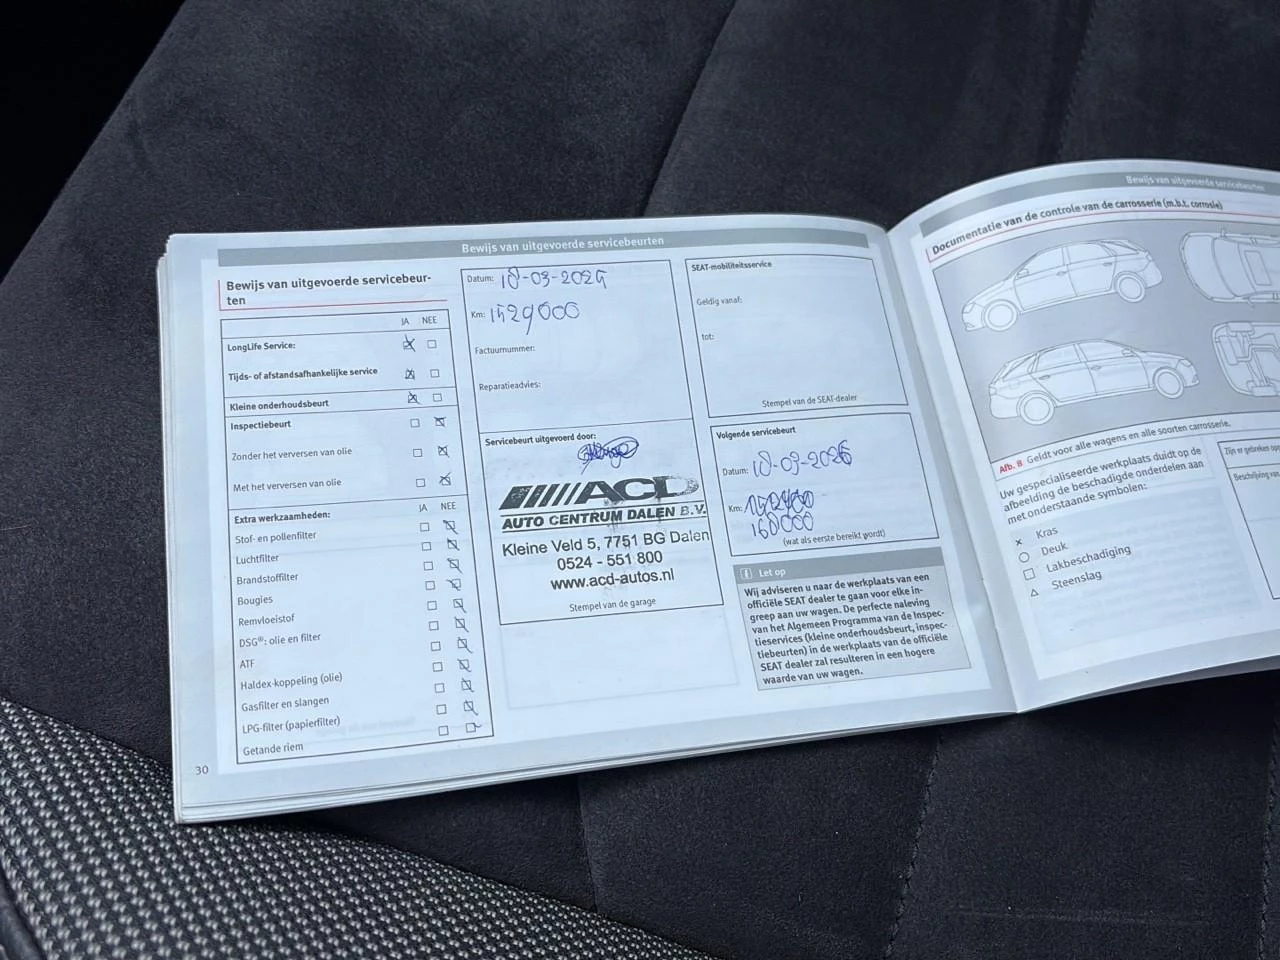 Bewijs van uitgevoerde servicebeurten
Bewijs van uitgevoerde servicebeur-
ten
JA NEE
LongLife Service:
Tijds- of afstandsafhankelijke service
Kleine onderhoudsbeurt
Inspectiebeurt
Zonder het verversen van olie
Met het verversen van olie
Extra werkzaamheden: JA NEE
Stof- en pollenfilter
Luchtfilter
Brandstoffilter
Bougies
Remvloeistof
DSG®: olie en filter
ATF
Haldex-koppeling (olie)
Gasfilter en slangen
LPG-filter (papierfilter)
Getande riem
30
Datum: 18-03-2024
Km:
Factuurnummer:
Reparatieadvies:
Servicebeurt uitgevoerd door:
ACD
AUTO CENTRUM DALEN B.V.
Kleine Veld 5, 7751 BG Dalen
0524 - 551 800
www.acd-autos.nl
Stempel van de garage
SEAT-mobiliteitsservice
Geldig vanaf:
tot:
Stempel van de SEAT-dealer
Volgende servicebeurt
Datum:
Km:
160000
(wat als eerste bereikt wordt)
i Let op
Wij adviseren u naar de werkplaats van een
officiële SEAT dealer te gaan voor elke in-
greep aan uw wagen. De perfecte naleving
van het Algemeen Programma van de Inspec-
tieservices (kleine onderhoudsbeurt, inspec-
tiebeurten) in de werkplaats van de officiële
SEAT dealer zal resulteren in een hogere
waarde van uw wagen.
Bewijs van uitgevoerde servicebeurten
Documentatie van de controle van de carrosserie (m.b.t. corrosie)
Afb. 8 Geldt voor alle wagens en alle soorten carrosserie.
Uw gespecialiseerde werkplaats duidt op de
afbeelding de beschadigde onderdelen aan
met onderstaande symbolen:
Kras
Deuk
Lakbeschadiging
Steenslag
Zijn er gebreken
Beschrijving van